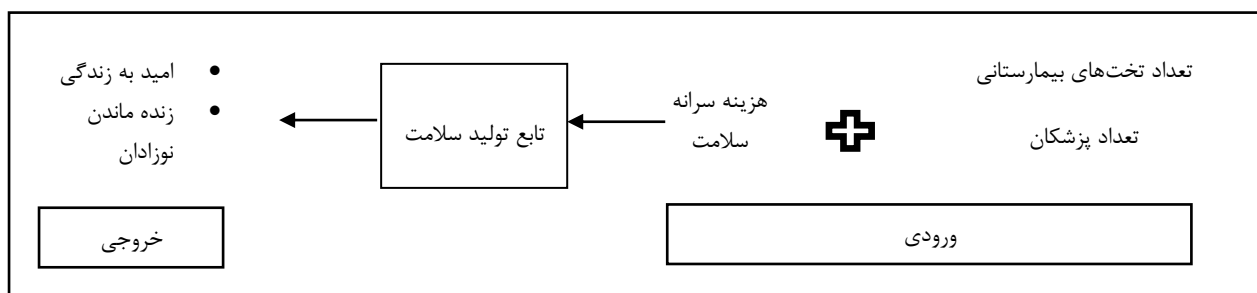 تعداد تخت‌های بیمارستانی
تعداد پزشکان
هزینه سرانه
سلامت
تابع تولید سلامت
• امید به زندگی
• زنده ماندن
نوزادان
ورودی
خروجی